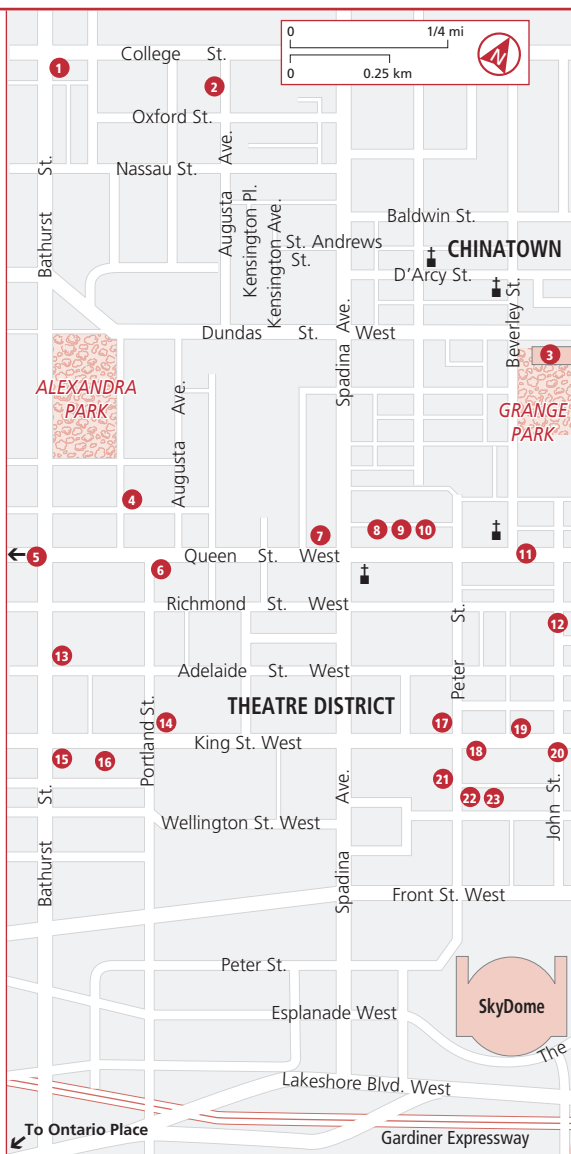 0 1/4 mi
0 0.25 km
N
College St.
1
2
Oxford St.
Nassau St.
Bathurst St.
Augusta Ave.
Kensington Pl.
Kensington Ave.
Baldwin St.
St. Andrews
St.
CHINATOWN
D'Arcy St.
Beverley St.
Dundas St. West
Spadina Ave.
3
ALEXANDRA
PARK
GRANGE
PARK
Augusta Ave.
4
7
8
9
10
5
Queen St. West
11
6
Richmond St. West
Peter St.
12
13
Adelaide St. West
Portland St.
14
THEATRE DISTRICT
17
19
King St. West
18
20
15
16
21
22
23
John St.
Bathurst St.
Wellington St. West
Spadina Ave.
Front St. West
Peter St.
SkyDome
Esplanade West
The
Lakeshore Blvd. West
To Ontario Place
Gardiner Expressway